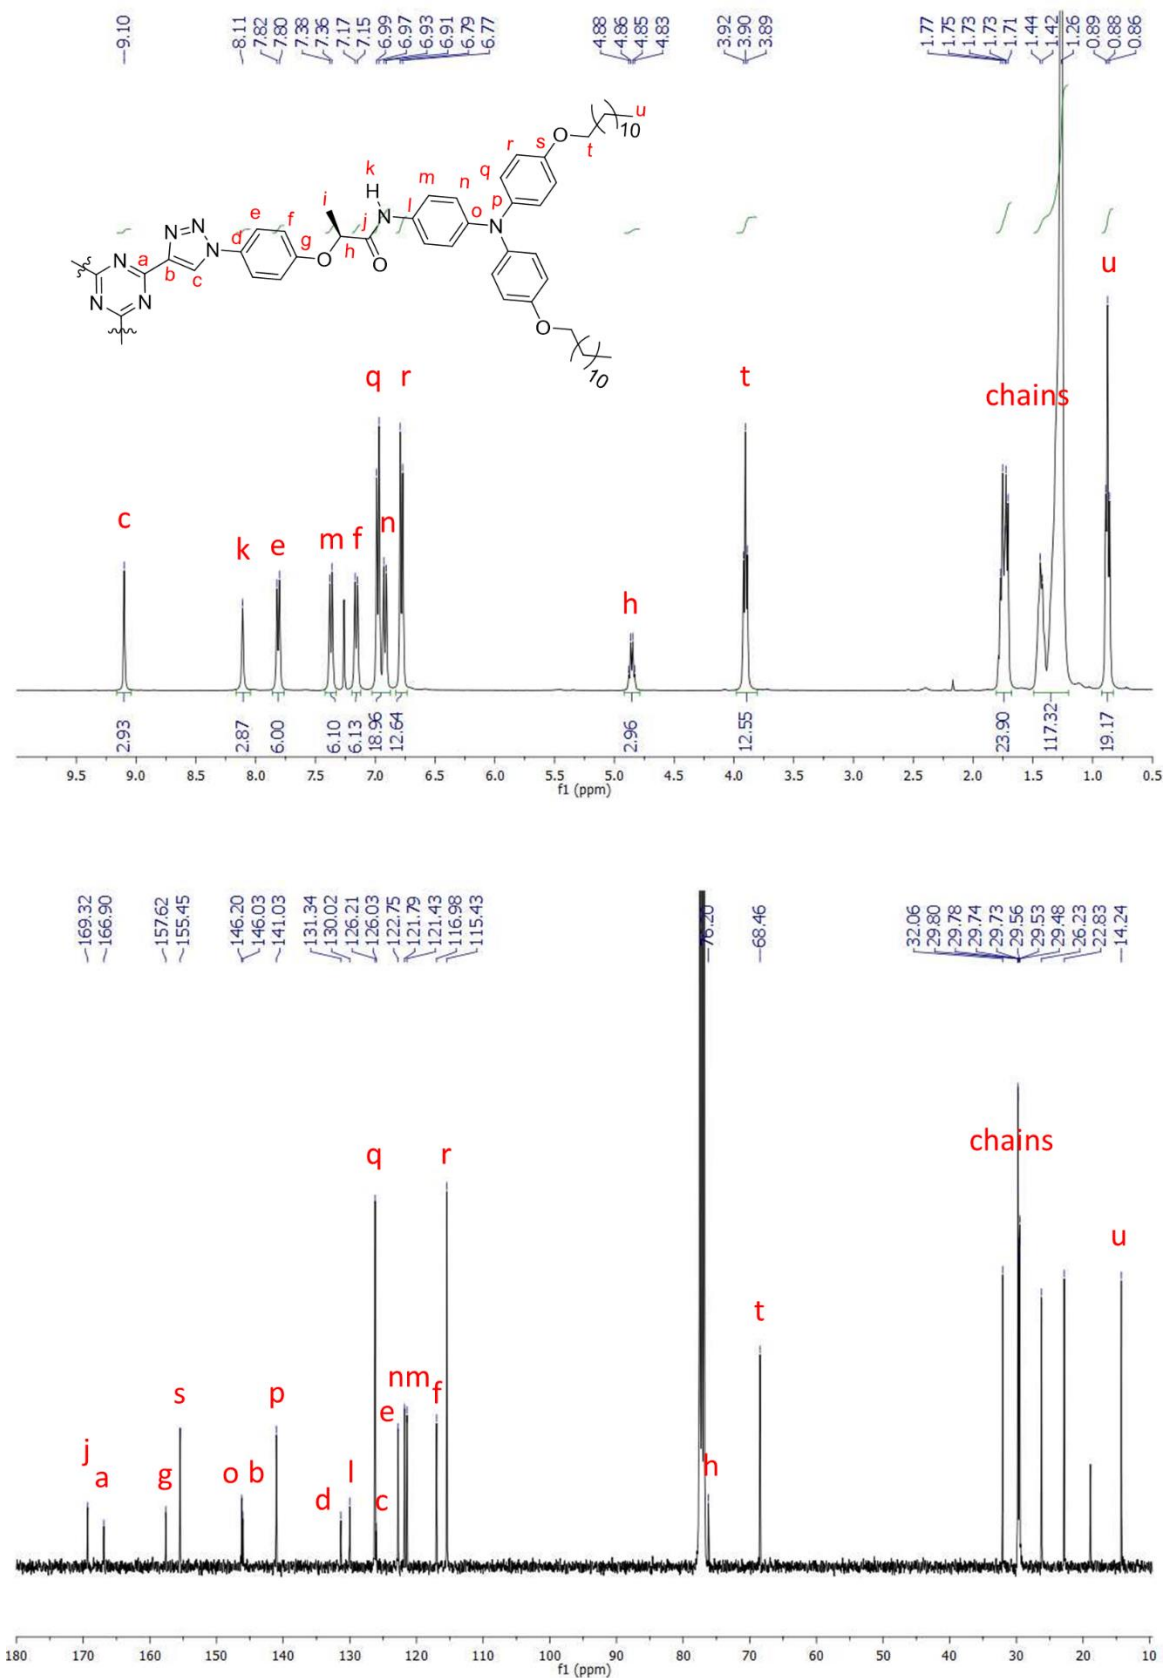 9.10
8.11
7.82
7.80
7.38
7.36
7.17
7.15
6.99
6.97
6.93
6.91
6.79
6.77
4.88
4.86
4.85
4.83
3.92
3.90
3.89
1.77
1.75
1.73
1.73
1.71
1.44
1.42
1.26
0.89
0.88
0.86
u
10
O
t
s
r
q
p
n
o
N
m
l
k
H
N
j
O
i
h
O
g
f
e
d
N
N
N
c
b
a
N
N
N
O
10
c
k
e
m
f
q
n
r
h
t
chains
u
2.93
2.87
6.00
6.10
6.13
18.96
12.64
2.96
12.55
23.90
117.32
19.17
9.5 9.0 8.5 8.0 7.5 7.0 6.5 6.0 5.5 5.0 4.5 4.0 3.5 3.0 2.5 2.0 1.5 1.0 0.5
f1 (ppm)
169.32
166.90
157.62
155.45
146.20
146.03
141.03
131.34
130.02
126.21
126.03
122.75
121.79
121.43
116.98
115.43
76.20
68.46
32.06
29.80
29.78
29.74
29.73
29.56
29.53
29.48
26.23
22.83
14.24
j
a
g
s
o
b
p
d
l
q
c
e
nm
f
r
h
t
chains
u
180 170 160 150 140 130 120 110 100 90 80 70 60 50 40 30 20 10
f1 (ppm)